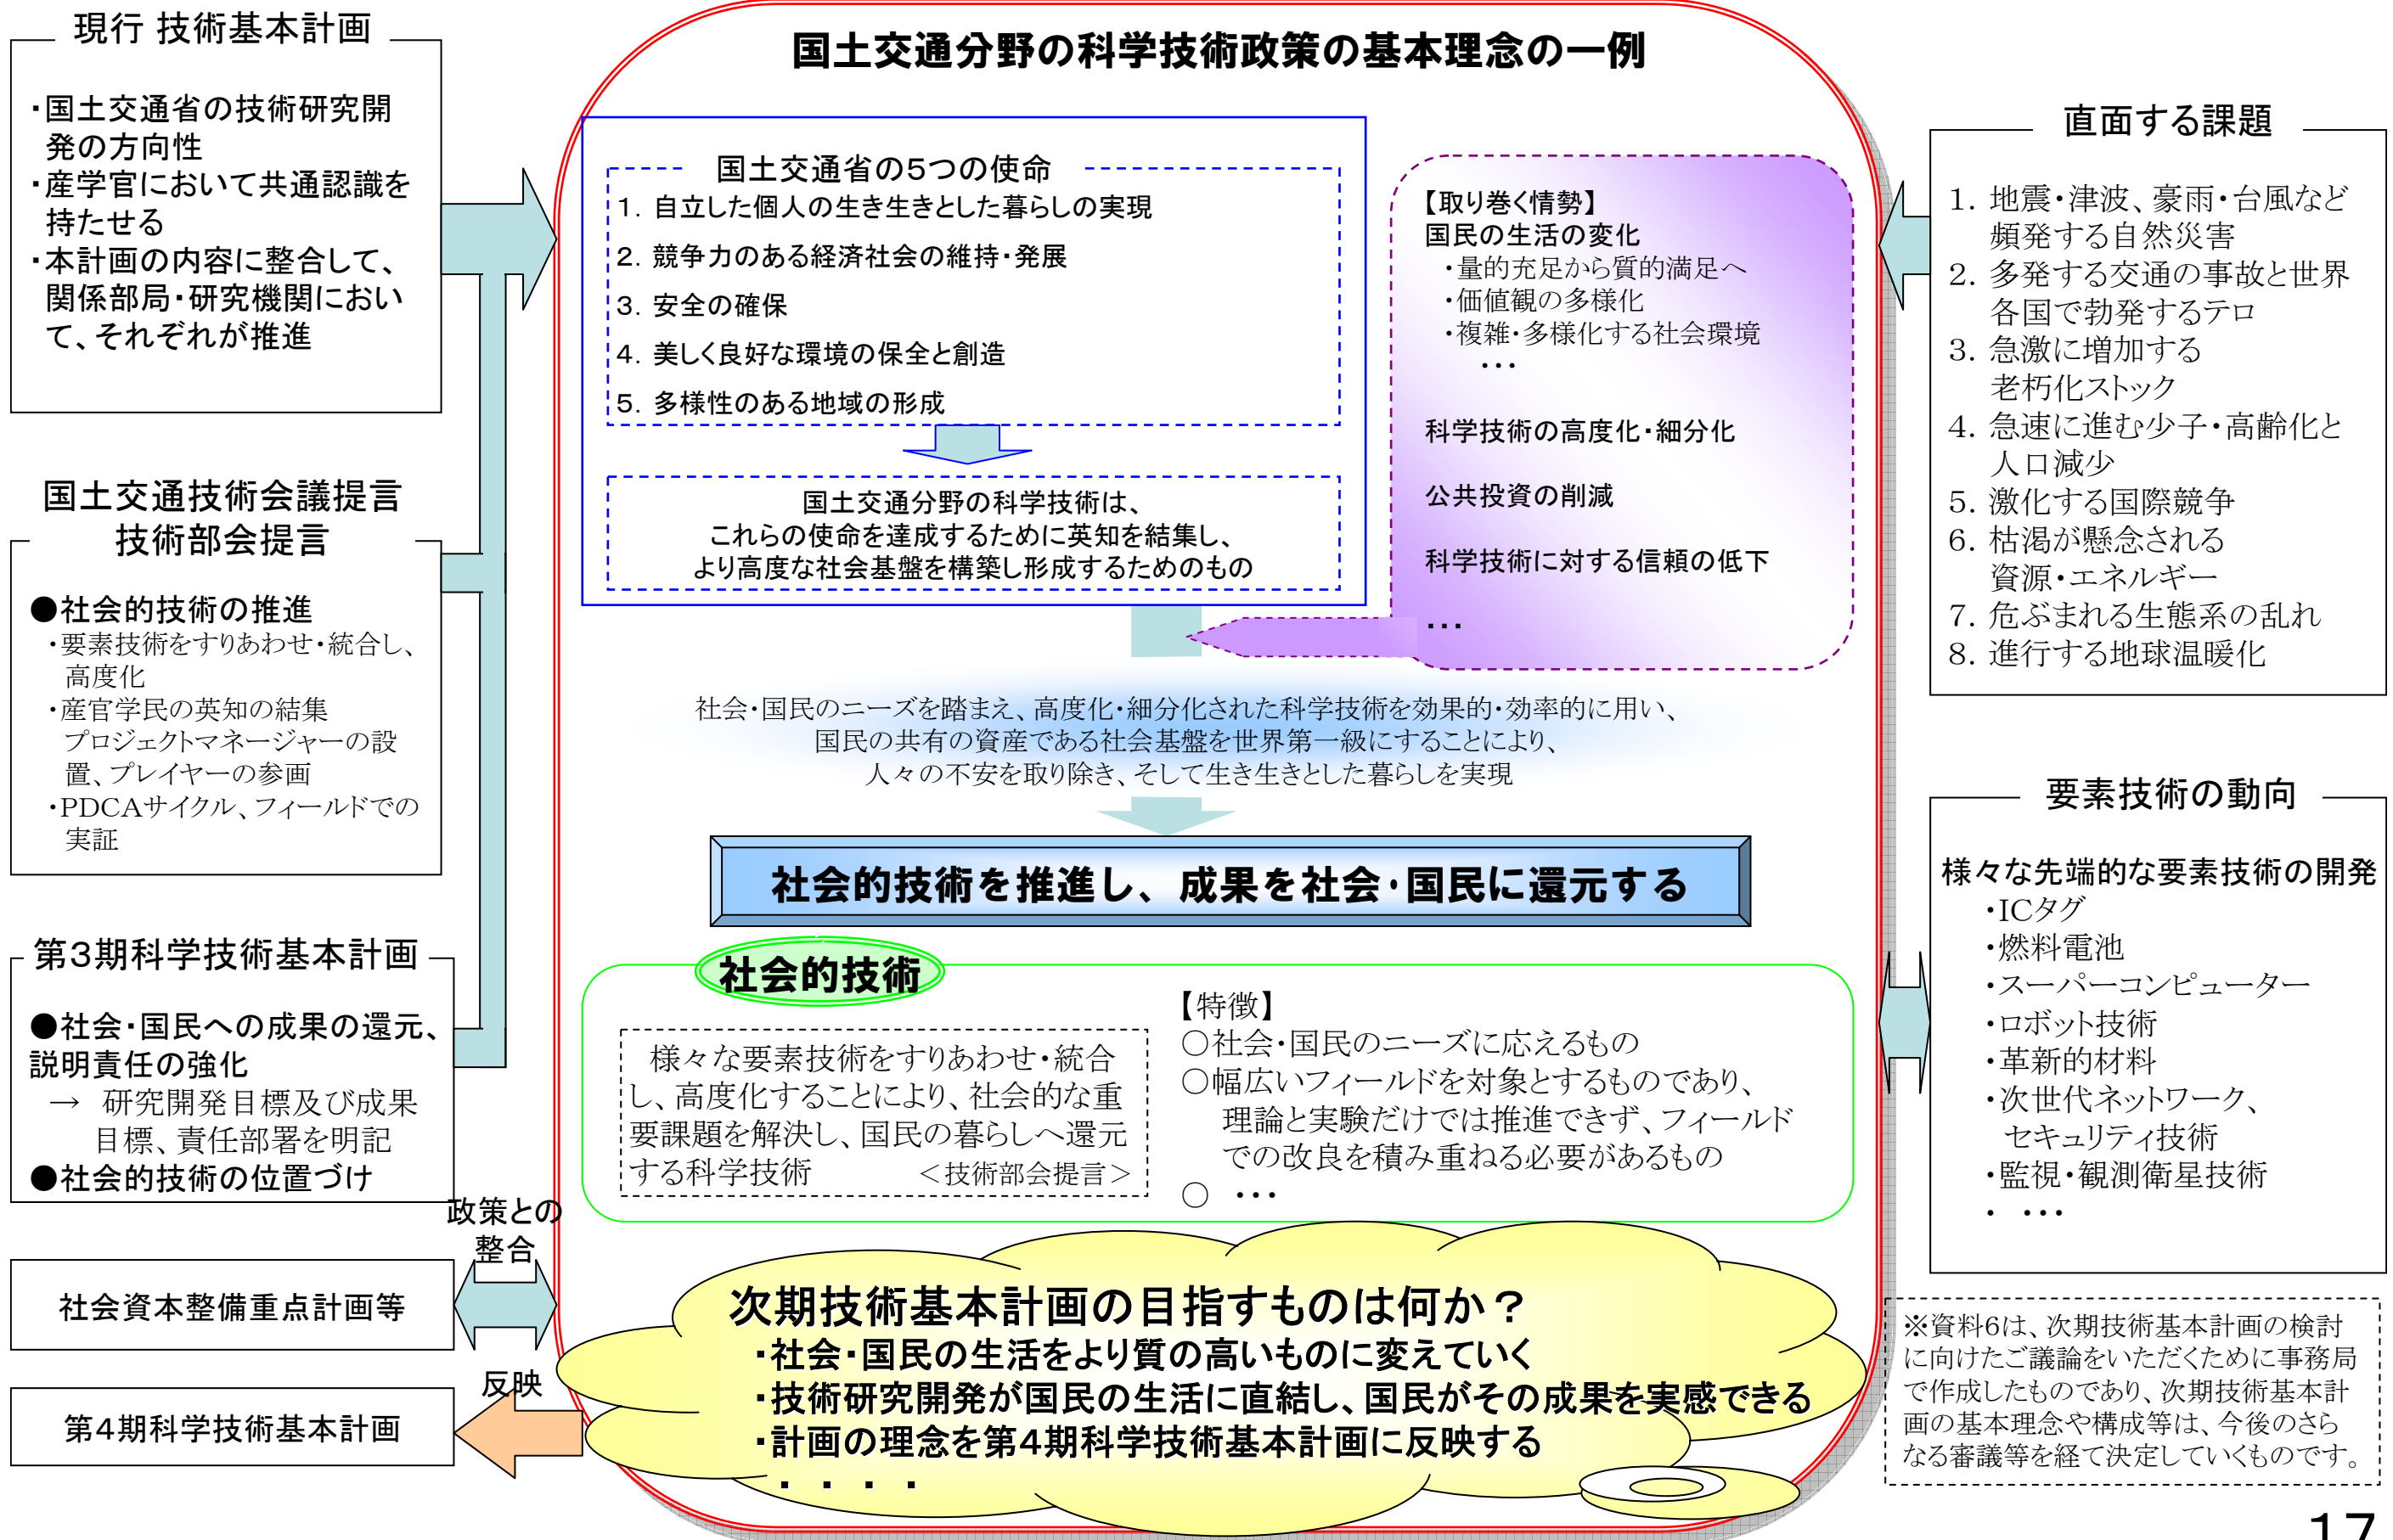 国土交通分野の科学技術政策の基本理念の一例
現行 技術基本計画
・国土交通省の技術研究開
発の方向性
・産学官において共通認識を
持たせる
・本計画の内容に整合して、
関係部局・研究機関におい
て、それぞれが推進
国土交通技術会議提言
技術部会提言
●社会的技術の推進
・要素技術をすりあわせ・統合し、
高度化
・産官学民の英知の結集
プロジェクトマネージャーの設
置、プレイヤーの参画
・PDCAサイクル、フィールドでの
実証
第3期科学技術基本計画
●社会・国民への成果の還元、
説明責任の強化
→ 研究開発目標及び成果
目標、責任部署を明記
●社会的技術の位置づけ
政策との
整合
社会資本整備重点計画等
反映
第4期科学技術基本計画
国土交通省の5つの使命
1. 自立した個人の生き生きとした暮らしの実現
2. 競争力のある経済社会の維持・発展
3. 安全の確保
4. 美しく良好な環境の保全と創造
5. 多様性のある地域の形成
国土交通分野の科学技術は、
これらの使命を達成するために英知を結集し、
より高度な社会基盤を構築し形成するためのもの
【取り巻く情勢】
国民の生活の変化
・量的充足から質的満足へ
・価値観の多様化
・複雑・多様化する社会環境
・・・
科学技術の高度化・細分化
公共投資の削減
科学技術に対する信頼の低下
・・・
社会・国民のニーズを踏まえ、高度化・細分化された科学技術を効果的・効率的に用い、
国民の共有の資産である社会基盤を世界第一級にすることにより、
人々の不安を取り除き、そして生き生きとした暮らしを実現
社会的技術を推進し、成果を社会・国民に還元する
社会的技術
様々な要素技術をすりあわせ・統合
し、高度化することにより、社会的な重
要課題を解決し、国民の暮らしへ還元
する科学技術 <技術部会提言>
【特徴】
○社会・国民のニーズに応えるもの
○幅広いフィールドを対象とするものであり、
理論と実験だけでは推進できず、フィールド
での改良を積み重ねる必要があるもの
○ ・・・
次期技術基本計画の目指すものは何か？
・社会・国民の生活をより質の高いものに変えていく
・技術研究開発が国民の生活に直結し、国民がその成果を実感できる
・計画の理念を第4期科学技術基本計画に反映する
・ ・ ・ ・
直面する課題
1. 地震・津波、豪雨・台風など
頻発する自然災害
2. 多発する交通の事故と世界
各国で勃発するテロ
3. 急激に増加する
老朽化ストック
4. 急速に進む少子・高齢化と
人口減少
5. 激化する国際競争
6. 枯渇が懸念される
資源・エネルギー
7. 危ぶまれる生態系の乱れ
8. 進行する地球温暖化
要素技術の動向
様々な先端的な要素技術の開発
・ICタグ
・燃料電池
・スーパーコンピューター
・ロボット技術
・革新的材料
・次世代ネットワーク、
セキュリティ技術
・監視・観測衛星技術
・ ・・・
※資料6は、次期技術基本計画の検討
に向けたご議論をいただくために事務局
で作成したものであり、次期技術基本計
画の基本理念や構成等は、今後のさら
なる審議等を経て決定していくものです。
17